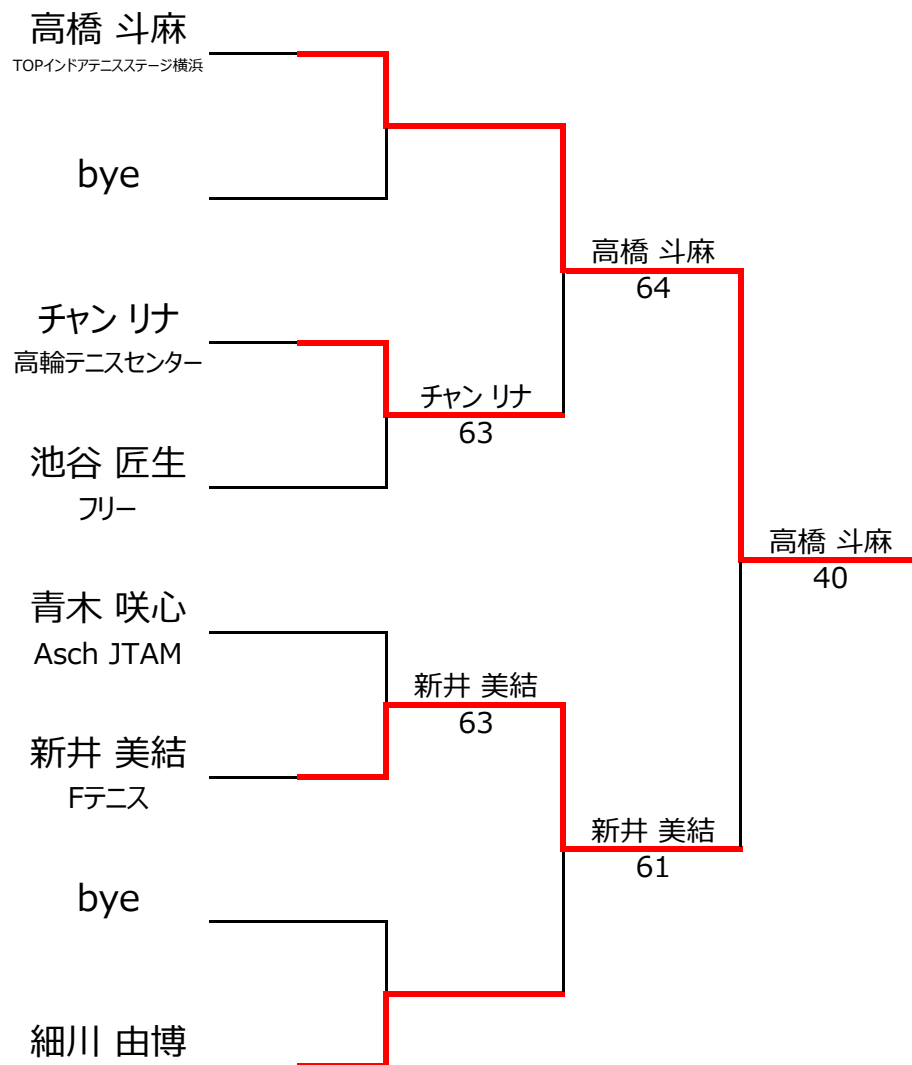 高橋 斗麻
TOPインドアテニスステージ横浜
bye
高橋 斗麻
64
チャン リナ
高輪テニスセンター
チャン リナ
63
池谷 匠生
フリー
高橋 斗麻
40
青木 咲心
Asch JTAM
新井 美結
63
新井 美結
Fテニス
新井 美結
61
bye
細川 由博